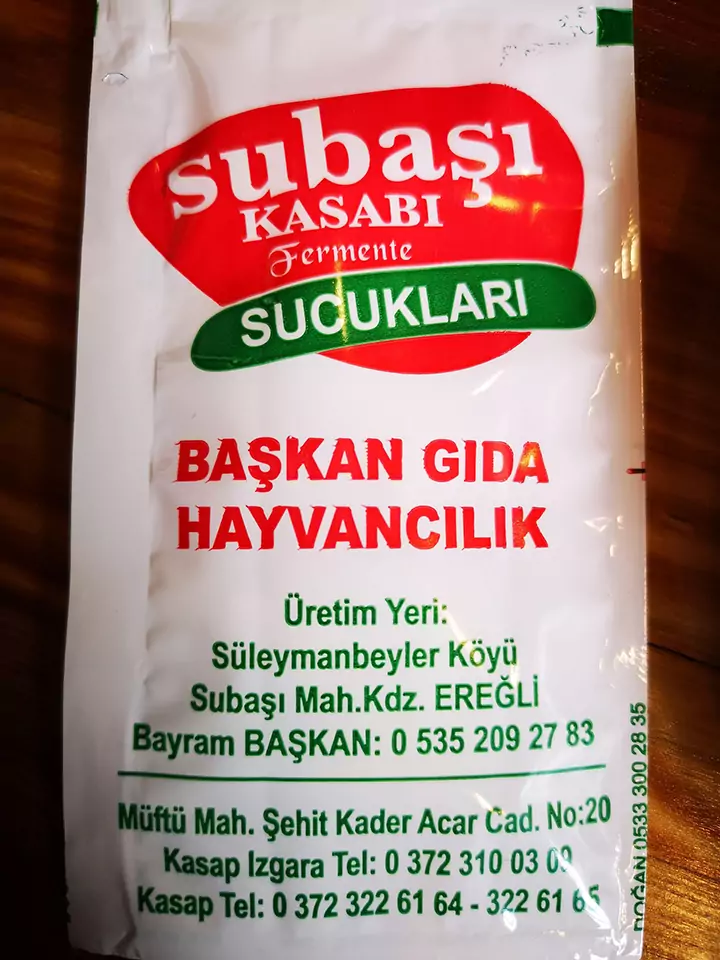 subaşı
KASABI
Fermente
SUCUKLARI
BAŞKAN GIDA
HAYVANCILIK
Üretim Yeri:
Süleymanbeyler Köyü
Subaşı Mah.Kdz. EREĞLİ
Bayram BAŞKAN: 0 535 209 27 83
Müftü Mah. Şehit Kader Acar Cad. No:20
Kasap Izgara Tel: 0 372 310 03 09
Kasap Tel: 0 372 322 61 64 - 322 61 65
DOĞAN 0533 300 28 35